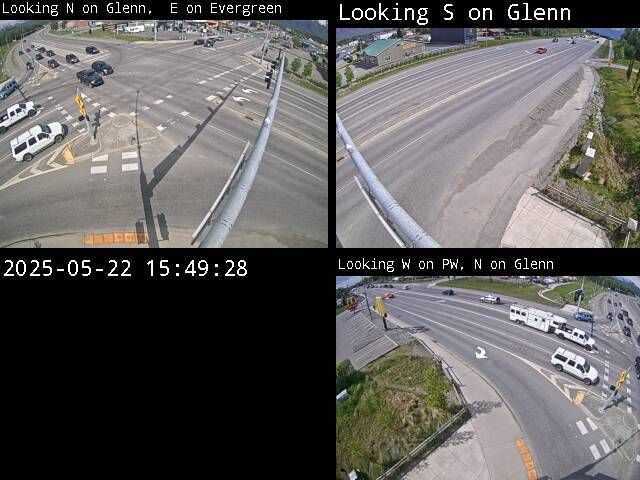 Looking N on Glenn,  E on Evergreen
Looking S on Glenn
2025-05-22 15:49:28
Looking W on PW, N on Glenn